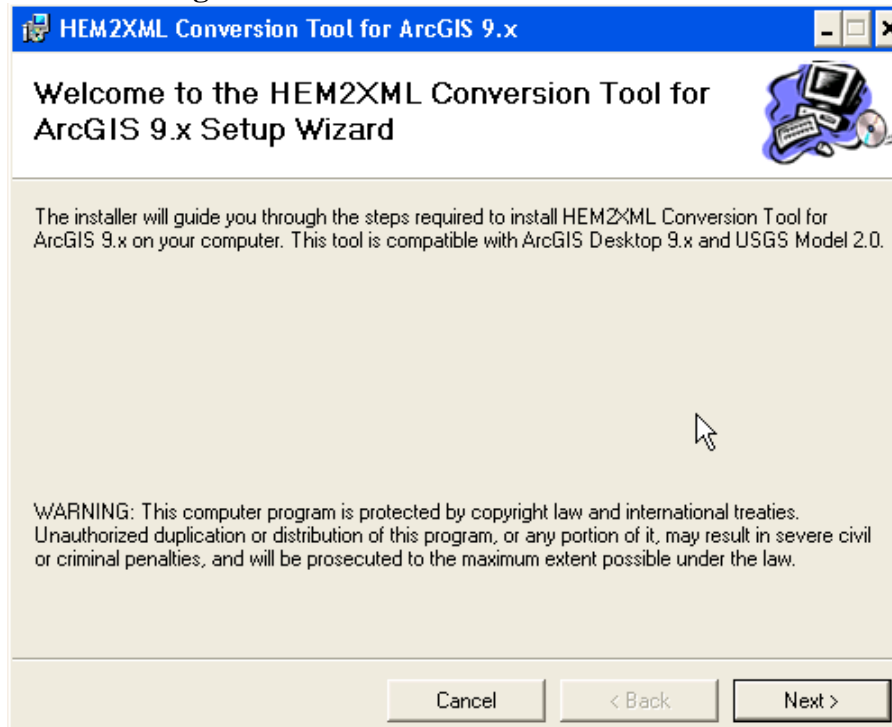 HEM2XML Conversion Tool for ArcGIS 9.x
Welcome to the HEM2XML Conversion Tool for
ArcGIS 9.x Setup Wizard
The installer will guide you through the steps required to install HEM2XML Conversion Tool for
ArcGIS 9.x on your computer. This tool is compatible with ArcGIS Desktop 9.x and USGS Model 2.0.
WARNING: This computer program is protected by copyright law and international treaties.
Unauthorized duplication or distribution of this program, or any portion of it, may result in severe civil
or criminal penalties, and will be prosecuted to the maximum extent possible under the law.
Cancel
< Back
Next >